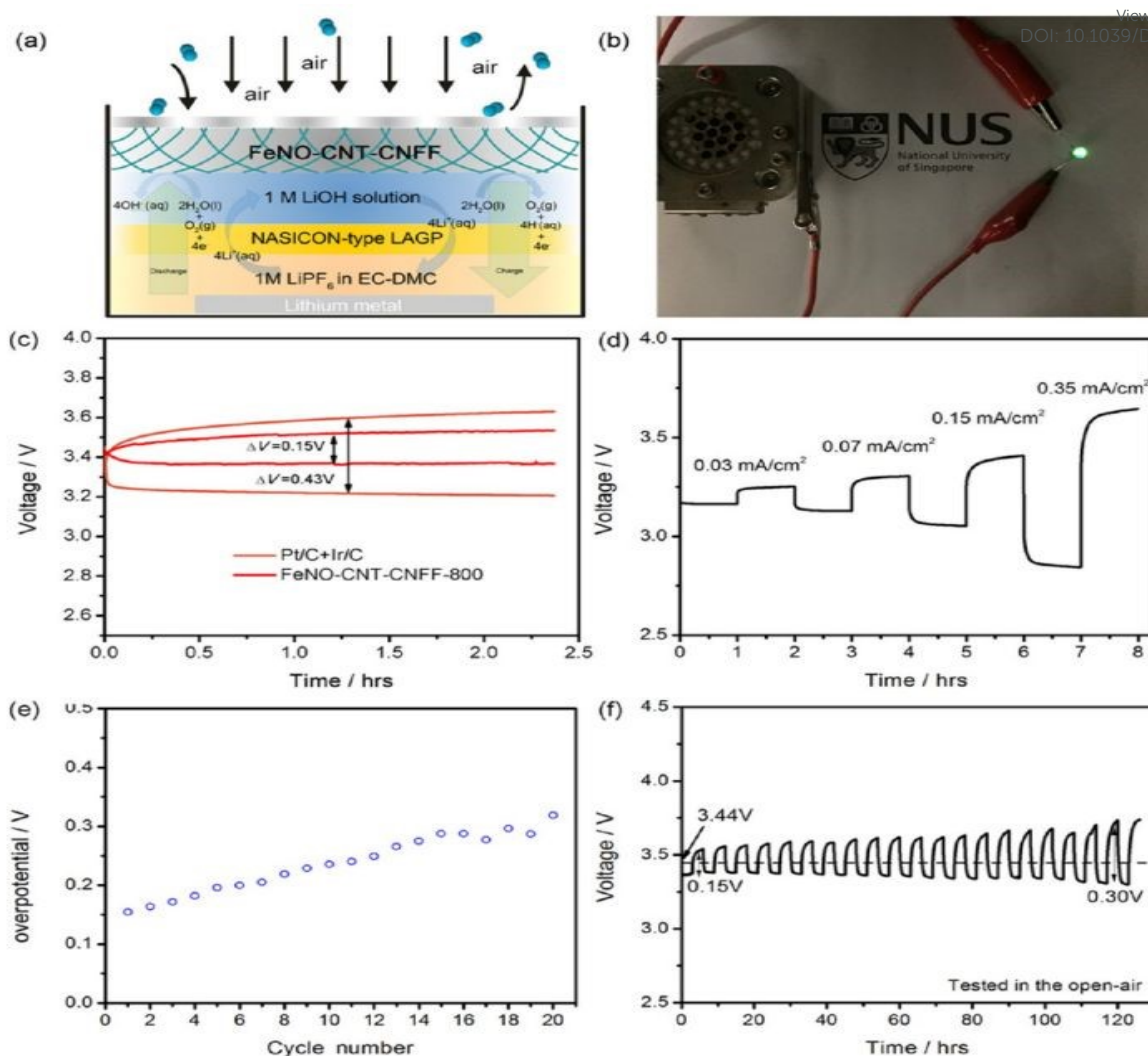 View
DOI: 10.1039/D
(a)
air
air
air
air
FeNO-CNT-CNFF
1 M LiOH solution
4OH⁻(aq)
2H₂O(l)
+
O₂(g)
+
4e
4Li⁺(aq)
4Li⁺(aq)
2H₂O(l)
O₂(g)
+
4H⁺(aq)
+
4e
NASICON-type LAGP
Discharge
Charge
1M LiPF₆ in EC-DMC
Lithium metal
(b)
NUS
National University
of Singapore
(c)
4.0
3.8
3.6
3.4
3.2
3.0
2.8
2.6
Voltage / V
ΔV=0.15V
ΔV=0.43V
Pt/C+Ir/C
FeNO-CNT-CNFF-800
0.0 0.5 1.0 1.5 2.0 2.5
Time / hrs
(d)
4.0
3.5
3.0
2.5
Voltage / V
0.03 mA/cm²
0.07 mA/cm²
0.15 mA/cm²
0.35 mA/cm²
0 1 2 3 4 5 6 7 8
Time / hrs
(e)
0.5
0.4
0.3
0.2
0.1
0.0
overpotential / V
0 2 4 6 8 10 12 14 16 18 20
Cycle number
(f)
4.5
4.0
3.5
3.0
2.5
Voltage / V
3.44V
0.15V
0.30V
Tested in the open-air
0 20 40 60 80 100 120
Time / hrs